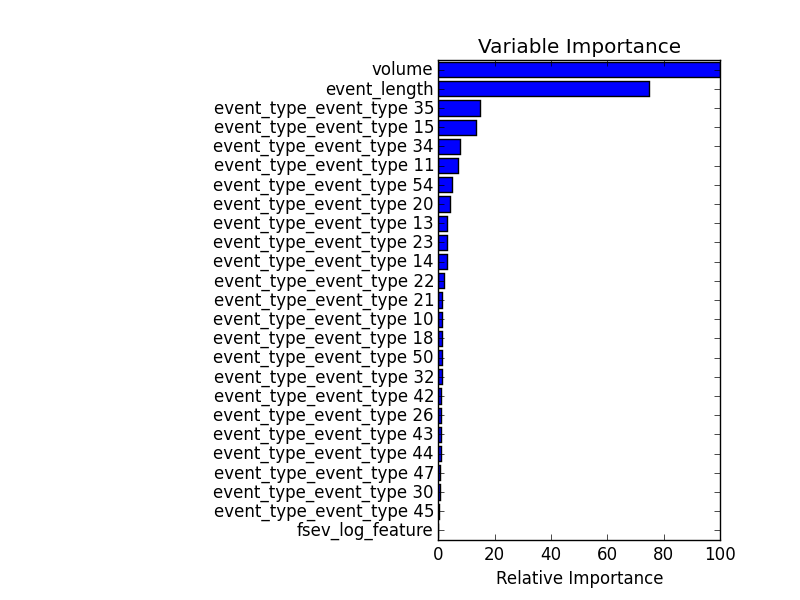 Variable Importance
volume
event_length
event_type_event_type 35
event_type_event_type 15
event_type_event_type 34
event_type_event_type 11
event_type_event_type 54
event_type_event_type 20
event_type_event_type 13
event_type_event_type 23
event_type_event_type 14
event_type_event_type 22
event_type_event_type 21
event_type_event_type 10
event_type_event_type 18
event_type_event_type 50
event_type_event_type 32
event_type_event_type 42
event_type_event_type 26
event_type_event_type 43
event_type_event_type 44
event_type_event_type 47
event_type_event_type 30
event_type_event_type 45
fsev_log_feature
0 20 40 60 80 100
Relative Importance